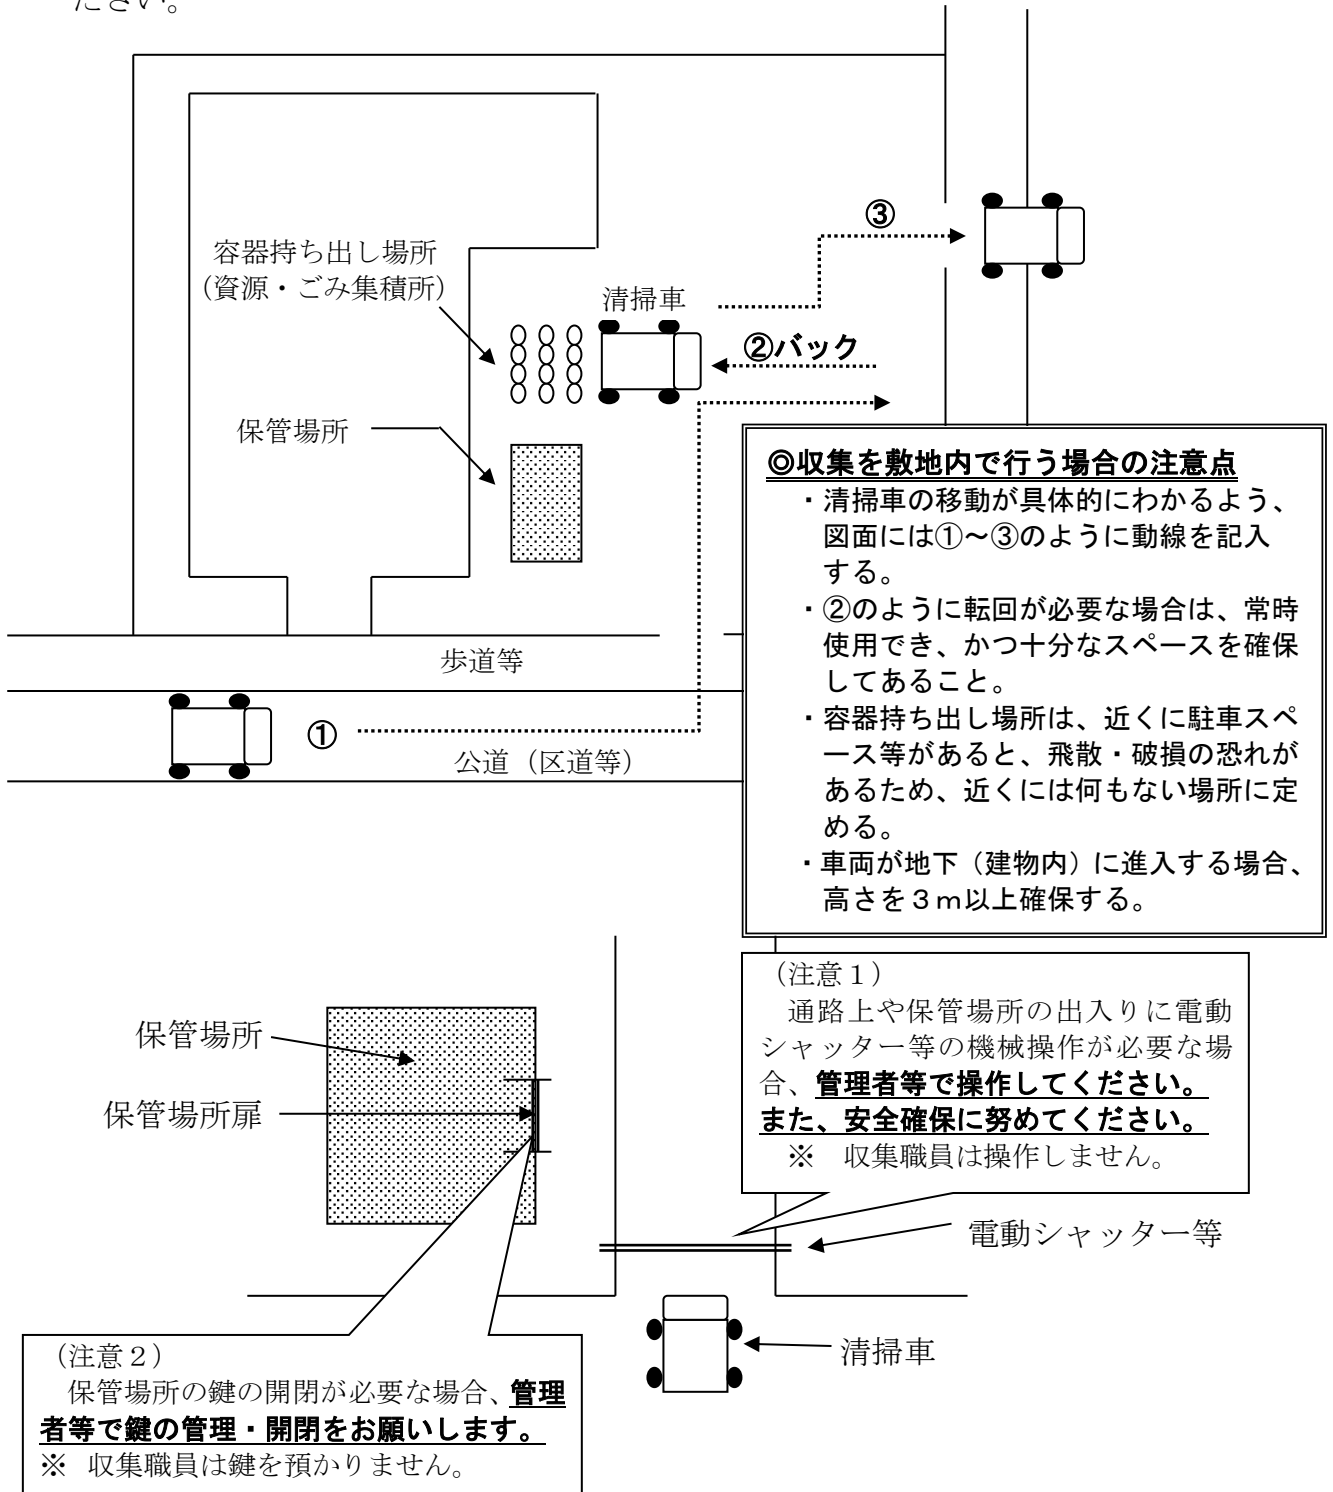 ださい。
③
容器持ち出し場所
（資源・ごみ集積所）
清掃車
②バック
保管場所
◎収集を敷地内で行う場合の注意点
・清掃車の移動が具体的にわかるよう、
図面には①～③のように動線を記入
する。
・②のように転回が必要な場合は、常時
使用でき、かつ十分なスペースを確保
してあること。
・容器持ち出し場所は、近くに駐車スペ
ース等があると、飛散・破損の恐れが
あるため、近くには何もない場所に定
める。
・車両が地下（建物内）に進入する場合、
高さを３ｍ以上確保する。
歩道等
①
公道（区道等）
（注意１）
通路上や保管場所の出入りに電動
シャッター等の機械操作が必要な場
合、管理者等で操作してください。
また、安全確保に努めてください。
※　収集職員は操作しません。
保管場所
保管場所扉
電動シャッター等
清掃車
（注意２）
保管場所の鍵の開閉が必要な場合、管理
者等で鍵の管理・開閉をお願いします。
※　収集職員は鍵を預かりません。